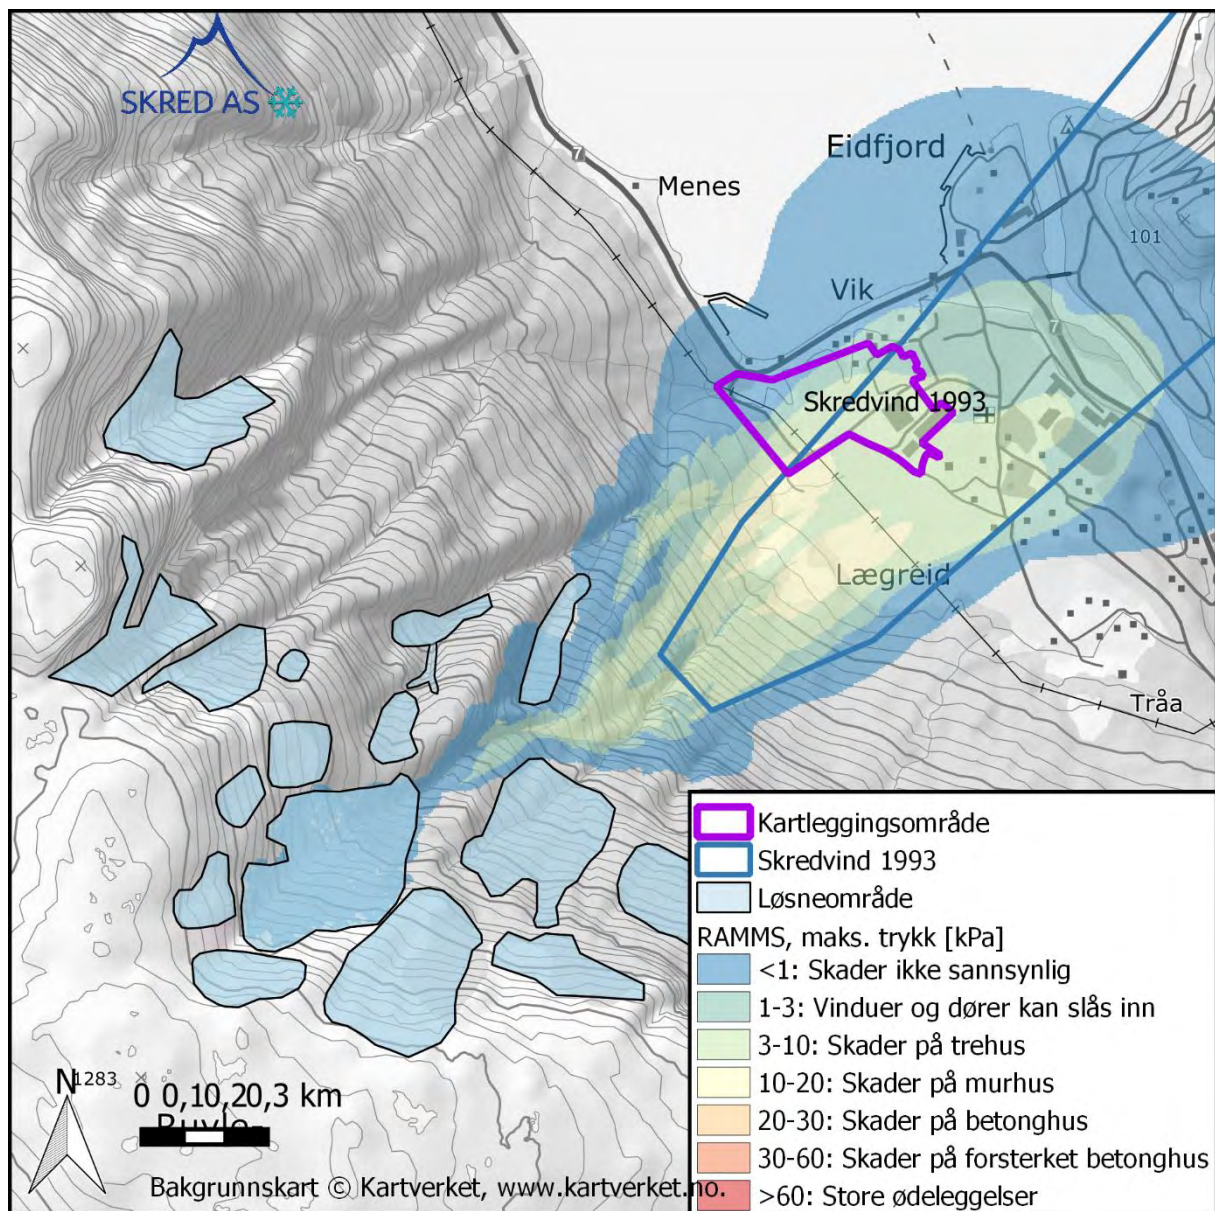 SKRED AS
7
Menes
Eidfjord
101
Vik
7
Skredvind 1993
Lægreid
Tråa
Kartleggingsområde
Skredvind 1993
Løsneområde
RAMMS, maks. trykk [kPa]
<1: Skader ikke sannsynlig
1-3: Vinduer og dører kan slås inn
3-10: Skader på trehus
10-20: Skader på murhus
20-30: Skader på betonghus
30-60: Skader på forsterket betonghus
>60: Store ødeleggelser
N
1283
0 0,10,20,3 km
Bakgrunnskart © Kartverket, www.kartverket.no.